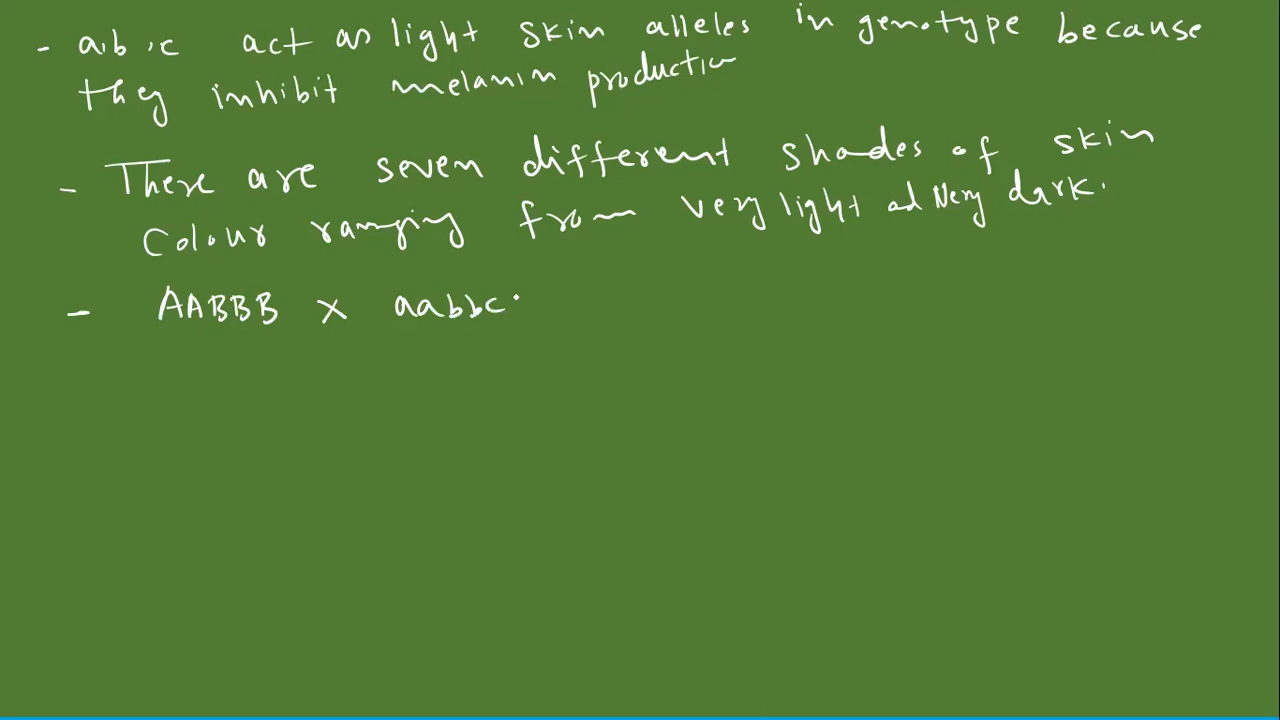 - a,b,c act as light skin alleles in genotype because
they inhibit melanin production
- There are seven different shades of skin
Colour ranging from very light ad Very dark.
- AABBB × aabbc